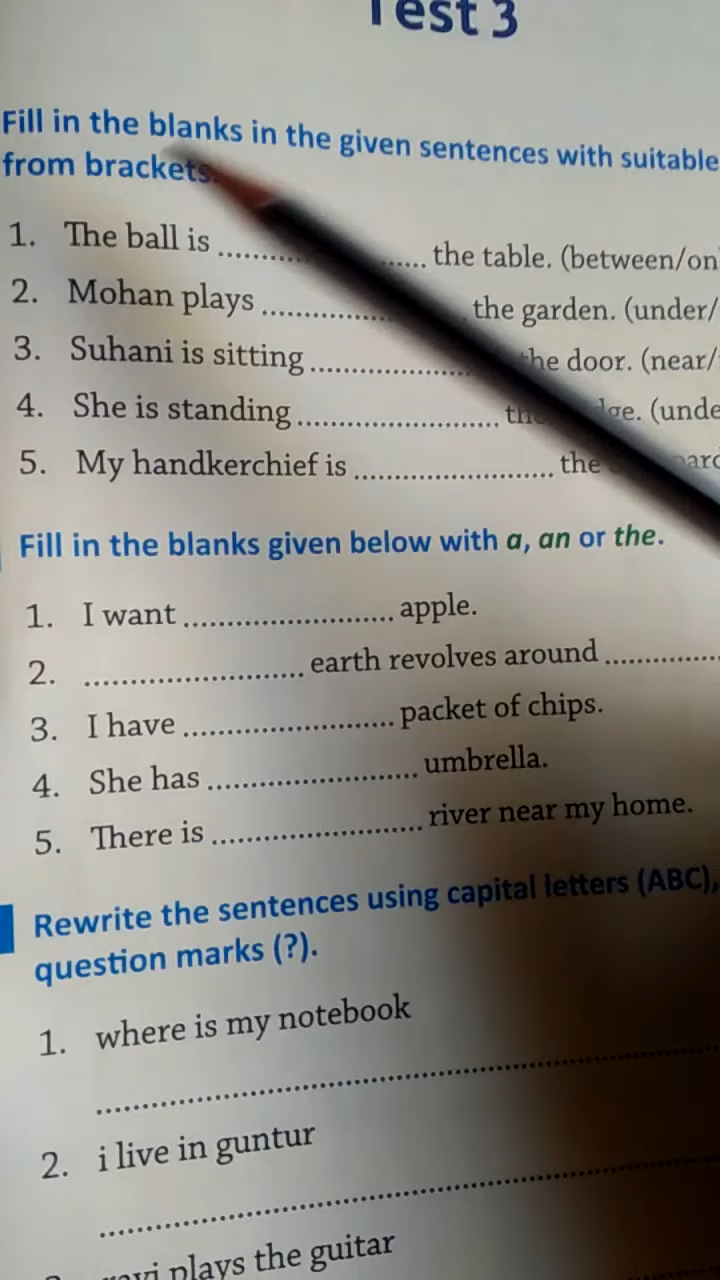 Test 3
Fill in the blanks in the given sentences with suitable
from brackets.
1. The ball is ........................ the table. (between/on
2. Mohan plays ........................ the garden. (under/
3. Suhani is sitting ........................ the door. (near/
4. She is standing ........................ (unde
5. My handkerchief is ........................ the
Fill in the blanks given below with a, an or the.
1. I want ........................ apple.
2. ........................ earth revolves around .............
3. I have ........................ packet of chips.
4. She has ........................ umbrella.
5. There is ........................ river near my home.
Rewrite the sentences using capital letters (ABC),
question marks (?).
1. where is my notebook
2. i live in guntur
plays the guitar